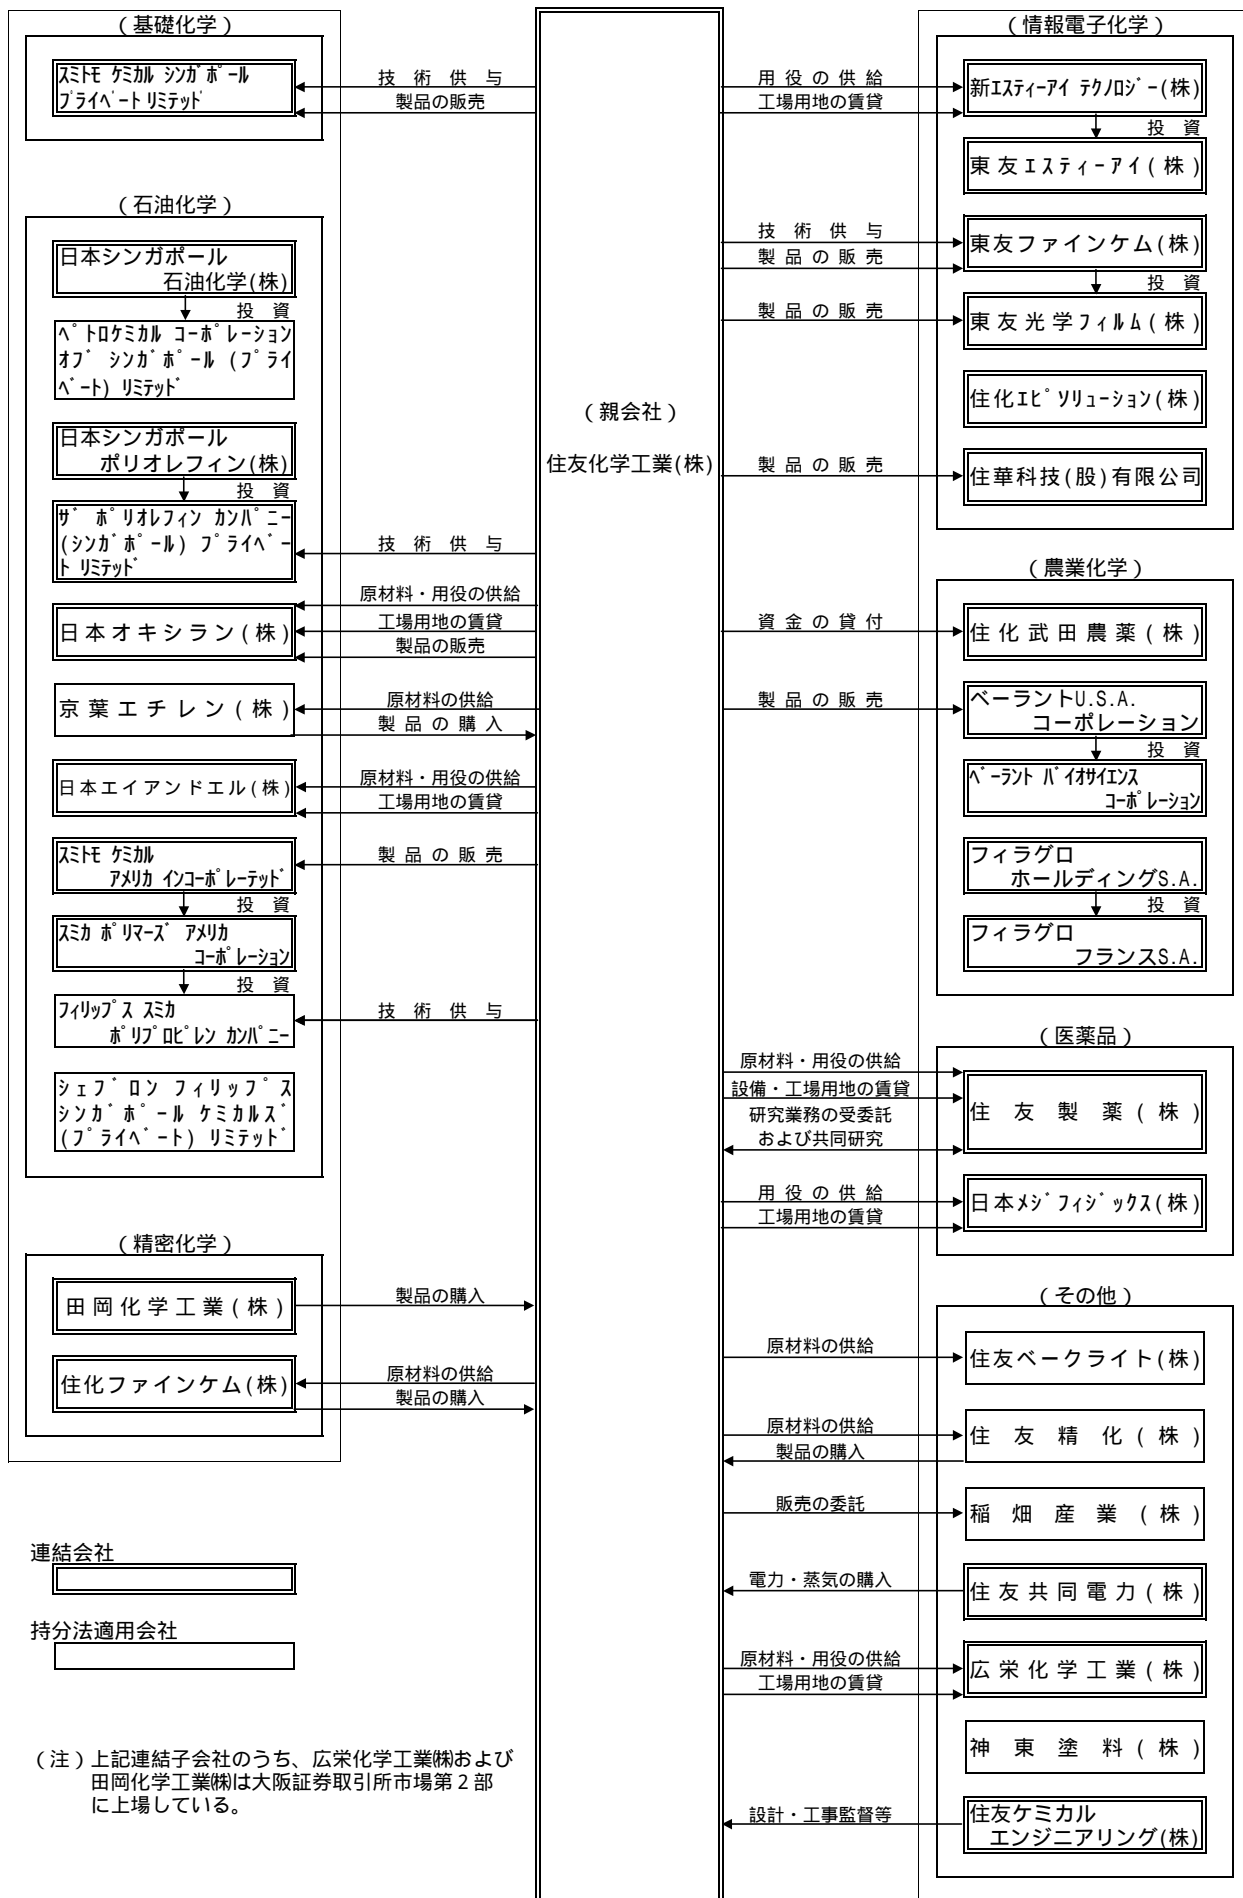 (基礎化学)
スミトモ ケミカル シンガポール
プライベート リミテッド
技術供与
製品の販売
(石油化学)
日本シンガポール
石油化学(株)
投資
ペトロケミカル コーポレーション
オブ シンガポール (プライ
ベート) リミテッド
日本シンガポール
ポリオレフィン(株)
投資
ザ ポリオレフィン カンパニー
(シンガポール) プライベー
ト リミテッド
技術供与
原材料・用役の供給
工場用地の賃貸
製品の販売
日本オキシラン(株)
京葉エチレン(株)
原材料の供給
製品の購入
日本エイアンドエル(株)
原材料・用役の供給
工場用地の賃貸
スミトモ ケミカル
アメリカ インコーポレーテッド
製品の販売
投資
スミカ ポリマーズ アメリカ
コーポレーション
投資
フィリップス スミカ
ポリプロピレン カンパニー
技術供与
シェブロン フィリップス
シンガポール ケミカルズ
(プライベート) リミテッド
(精密化学)
田岡化学工業(株)
製品の購入
住化ファインケム(株)
原材料の供給
製品の購入
連結会社
持分法適用会社
(注)上記連結子会社のうち、広栄化学工業㈱および
田岡化学工業㈱は大阪証券取引所市場第2部
に上場している。
(親会社)
住友化学工業(株)
(情報電子化学)
用役の供給
工場用地の賃貸
新エスティーアイ テクノロジー(株)
投資
東友エスティーアイ(株)
技術供与
製品の販売
東友ファインケム(株)
投資
製品の販売
東友光学フィルム(株)
住化エピソリューション(株)
製品の販売
住華科技(股)有限公司
(農業化学)
資金の貸付
住化武田農薬(株)
製品の販売
ベーラントU.S.A.
コーポレーション
投資
ベーラント バイオサイエンス
コーポレーション
フィラグロ
ホールディングS.A.
投資
フィラグロ
フランスS.A.
(医薬品)
原材料・用役の供給
設備・工場用地の賃貸
研究業務の受委託
および共同研究
住友製薬(株)
用役の供給
工場用地の賃貸
日本メジフィジックス(株)
(その他)
原材料の供給
住友ベークライト(株)
原材料の供給
製品の購入
住友精化(株)
販売の委託
稲畑産業(株)
電力・蒸気の購入
住友共同電力(株)
原材料・用役の供給
工場用地の賃貸
広栄化学工業(株)
神東塗料(株)
設計・工事監督等
住友ケミカル
エンジニアリング(株)